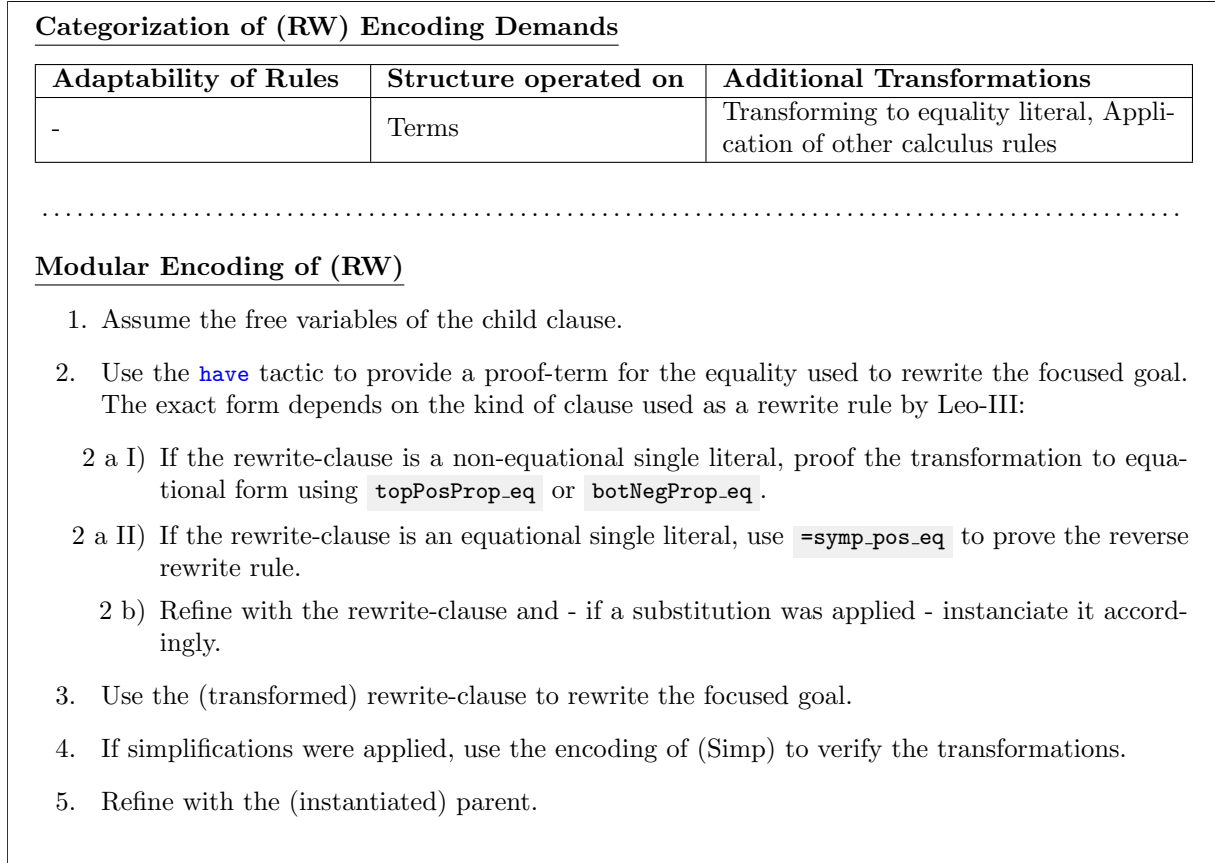 Categorization of (RW) Encoding Demands
Adaptability of Rules Structure operated on Additional Transformations
- Terms Transforming to equality literal, Appli-
cation of other calculus rules
Modular Encoding of (RW)
1. Assume the free variables of the child clause.
2. Use the have tactic to provide a proof-term for the equality used to rewrite the focused goal.
The exact form depends on the kind of clause used as a rewrite rule by Leo-III:
2 a I) If the rewrite-clause is a non-equational single literal, proof the transformation to equa-
tional form using topPosProp_eq or botNegProp_eq.
2 a II) If the rewrite-clause is an equational single literal, use =symp_pos_eq to prove the reverse
rewrite rule.
2 b) Refine with the rewrite-clause and - if a substitution was applied - instanciate it accord-
ingly.
3. Use the (transformed) rewrite-clause to rewrite the focused goal.
4. If simplifications were applied, use the encoding of (Simp) to verify the transformations.
5. Refine with the (instantiated) parent.